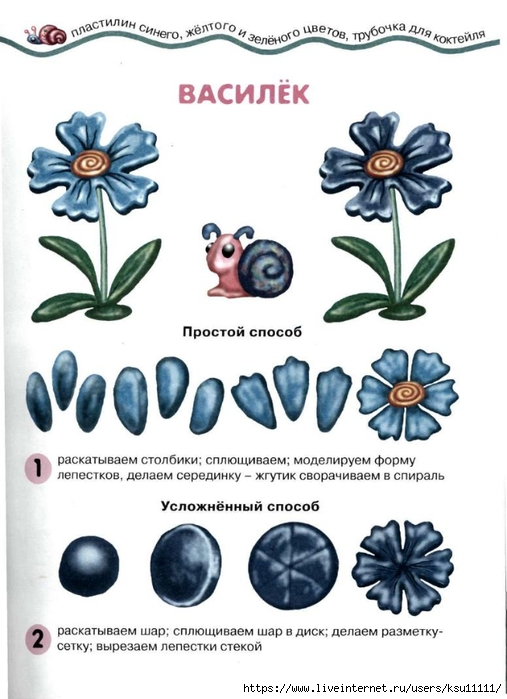 пластилин синего, жёлтого и зелёного цветов, трубочка для коктейля
ВАСИЛЁК
Простой способ
1 раскатываем столбики; сплющиваем; моделируем форму
лепестков, делаем серединку – жгутик сворачиваем в спираль
Усложнённый способ
2 раскатываем шар; сплющиваем шар в диск; делаем разметку-
сетку; вырезаем лепестки стекой
https://www.liveinternet.ru/users/ksu11111/